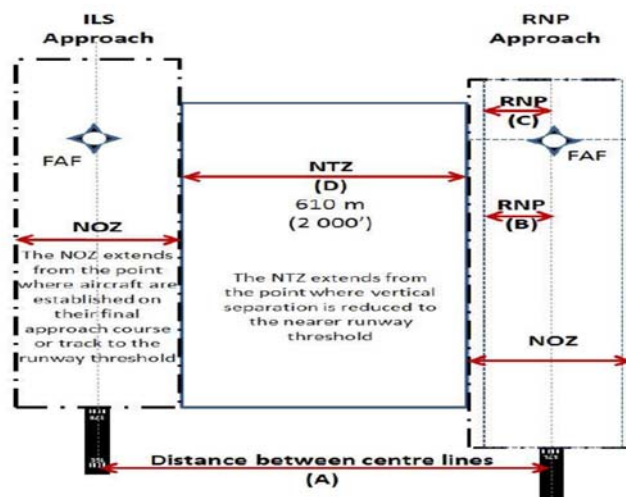 ILS
Approach
RNP
Approach
RNP
(C)
FAF
FAF
NTZ
(D)
610 m
(2 000')
RNP
(B)
NOZ
The NOZ extends
from the point
where aircraft are
established on
their final
approach course
or track to the
runway threshold
The NTZ extends from
the point where vertical
separation is reduced to
the nearer runway
threshold
NOZ
Distance between centre lines
(A)